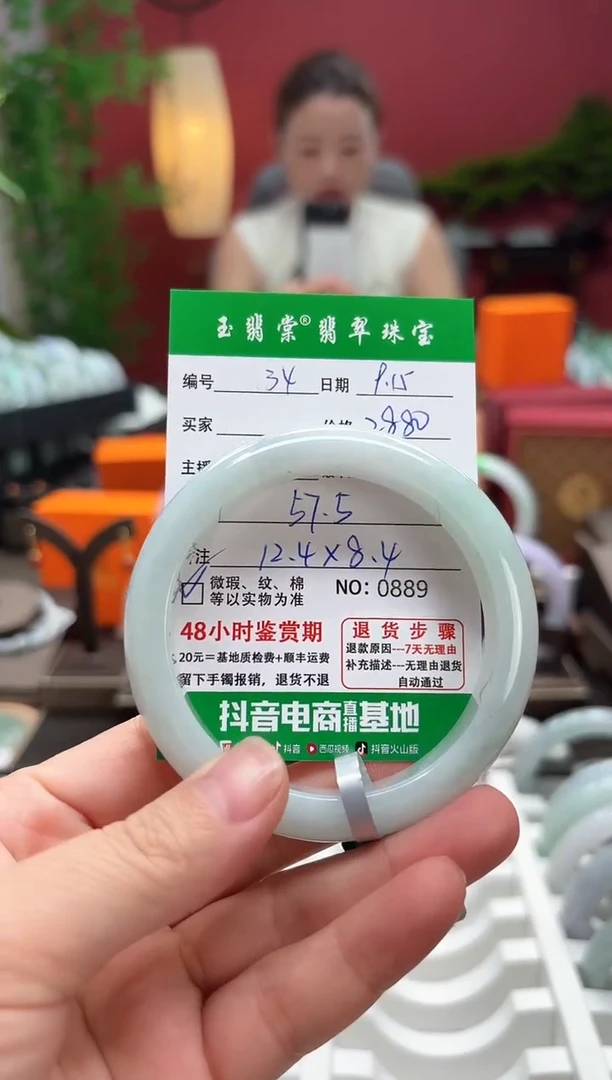 玉翡棠®翡翠珠宝
编号 34 日期 9.15
买家 价格 2880
主播
57.5
注 12.4×8.4
微瑕、纹、棉
等以实物为准
NO: 0889
48小时鉴赏期
20元=基地质检费+顺丰运费
留下手镯报销，退货不退
退货步骤
退款原因---7天无理由
补充描述---无理由退货
自动通过
抖音电商直播基地
抖音 西瓜视频 抖音火山版